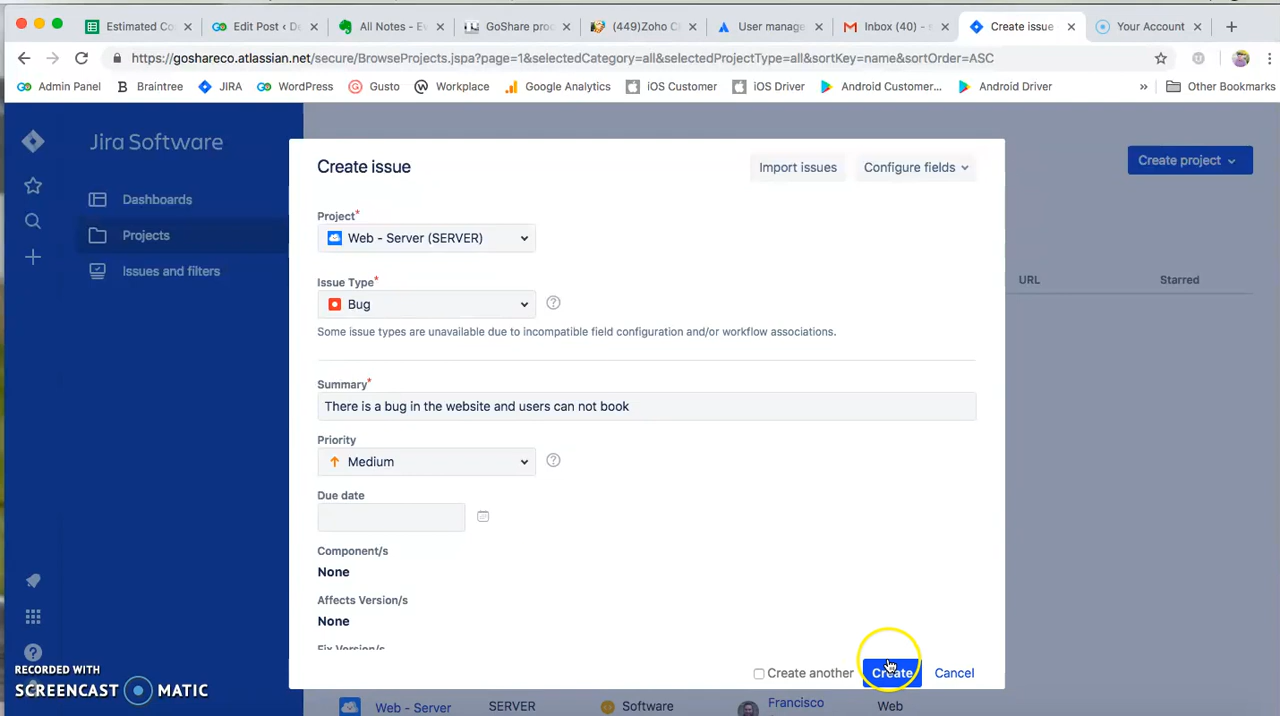 Estimated Co
Edit Post ‹ De
All Notes - Ev
GoShare pro
(449)Zoho C
User manage
Inbox (40) -
Create issue
Your Account
https://goshareco.atlassian.net/secure/BrowseProjects.jspa?page=1&selectedCategory=all&selectedProjectType=all&sortKey=name&sortOrder=ASC
Admin Panel
Braintree
JIRA
WordPress
Gusto
Workplace
Google Analytics
iOS Customer
iOS Driver
Android Customer...
Android Driver
»
Other Bookmarks
Jira Software
Dashboards
Projects
Issues and filters
Create project
URL
Starred
Create issue
Import issues
Configure fields
Project*
Web - Server (SERVER)
Issue Type*
Bug
Some issue types are unavailable due to incompatible field configuration and/or workflow associations.
Summary*
There is a bug in the website and users can not book
Priority
Medium
Due date
Component/s
None
Affects Version/s
None
Fix Version/s
Create another
Create
Cancel
RECORDED WITH
SCREENCAST MATIC
Web - Server
SERVER
Software
Francisco
Web